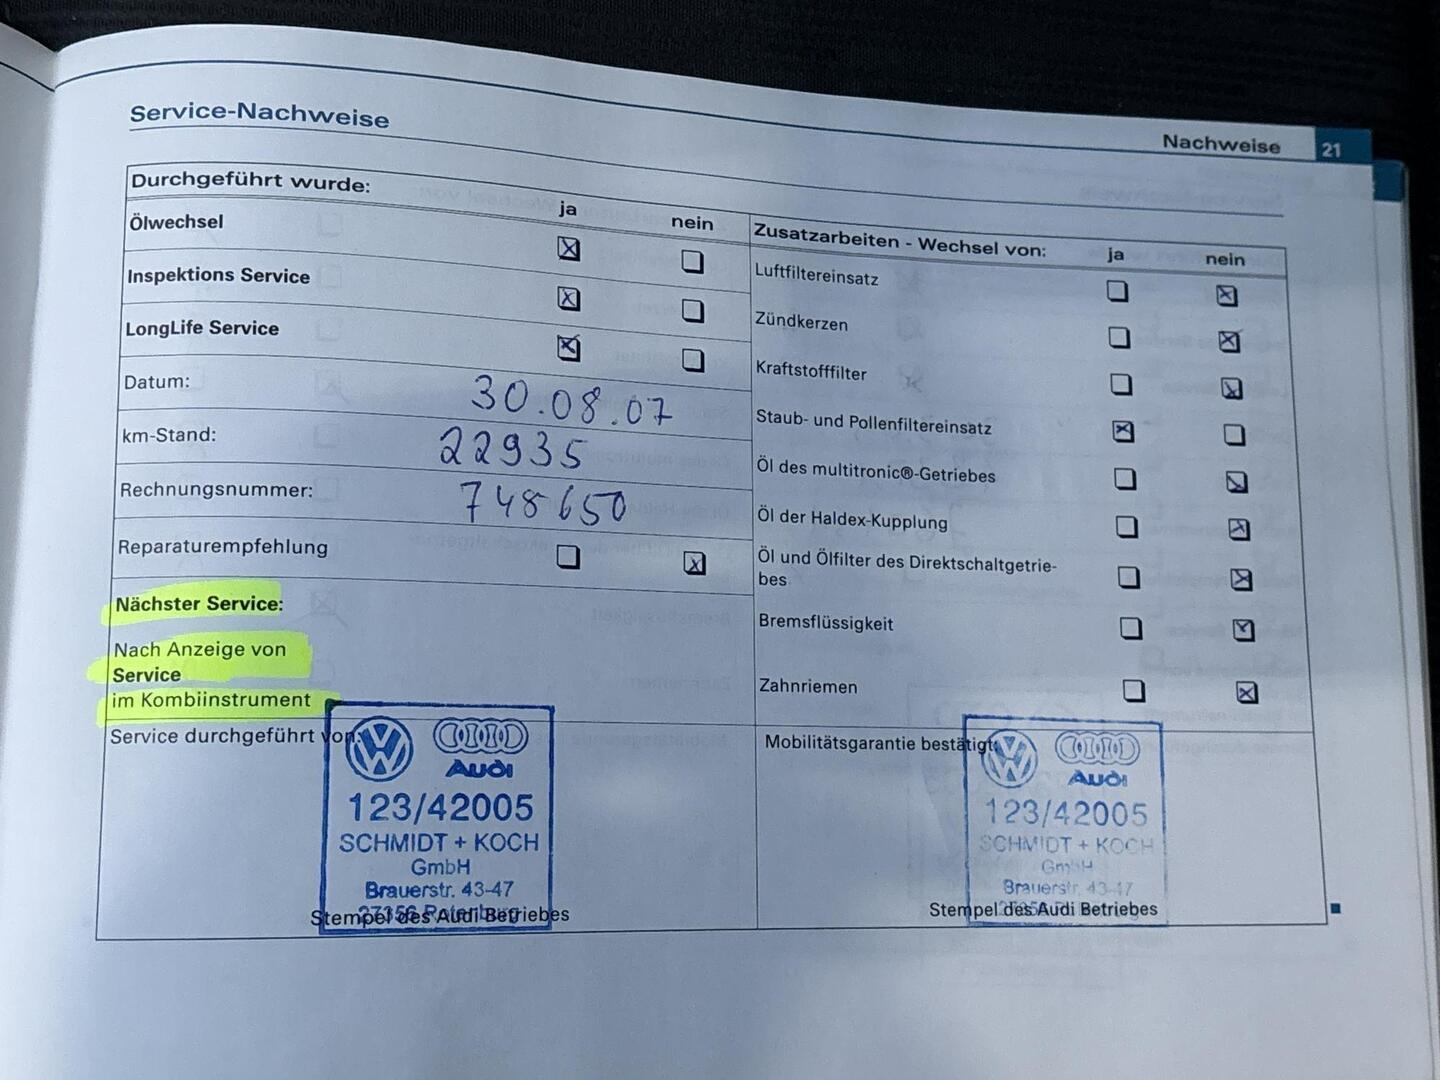 Service-Nachweise
Nachweise 21
Durchgeführt wurde:
ja nein
Ölwechsel
Inspektions Service
LongLife Service
Datum: 30.08.07
km-Stand: 22935
Rechnungsnummer: 748650
Reparaturempfehlung
Nächster Service:
Nach Anzeige von
Service
im Kombiinstrument
Zusatzarbeiten - Wechsel von: ja nein
Luftfiltereinsatz
Zündkerzen
Kraftstofffilter
Staub- und Pollenfiltereinsatz
Öl des multitronic®-Getriebes
Öl der Haldex-Kupplung
Öl und Ölfilter des Direktschaltgetrie-
bes
Bremsflüssigkeit
Zahnriemen
Service durchgeführt von:
VW Audi
123/42005
SCHMIDT + KOCH
GmbH
Brauerstr. 43-47
27356 Rotenburg
Stempel des Audi Betriebes
Mobilitätsgarantie bestätigt:
VW Audi
123/42005
SCHMIDT + KOCH
GmbH
Brauerstr. 43-47
Stempel des Audi Betriebes